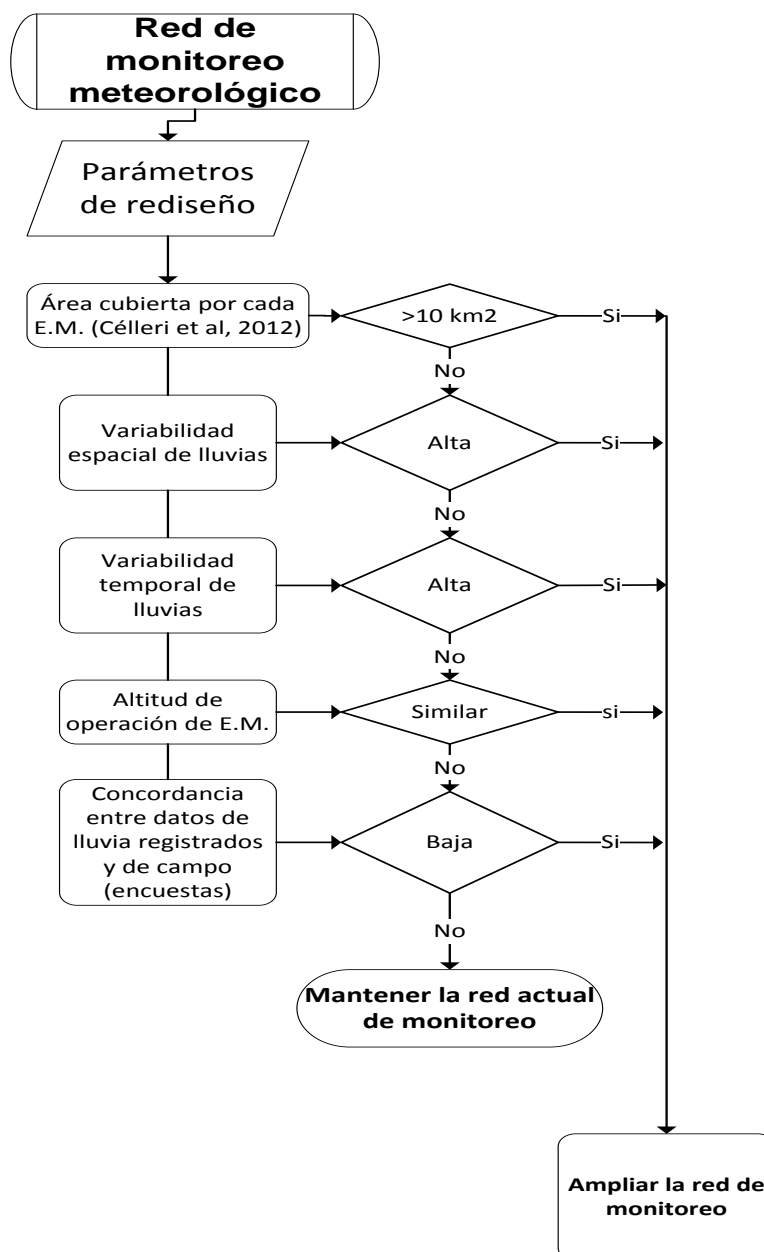 Red de
monitoreo
meteorológico
Parámetros
de rediseño
Área cubierta por cada
E.M. (Célleri et al, 2012)
>10 km2
Si
No
Variabilidad
espacial de lluvias
Alta
Si
No
Variabilidad
temporal de
lluvias
Alta
Si
No
Altitud de
operación de E.M.
Similar
si
No
Concordancia
entre datos de
lluvia registrados
y de campo
(encuestas)
Baja
Si
No
Mantener la red actual
de monitoreo
Ampliar la red de
monitoreo